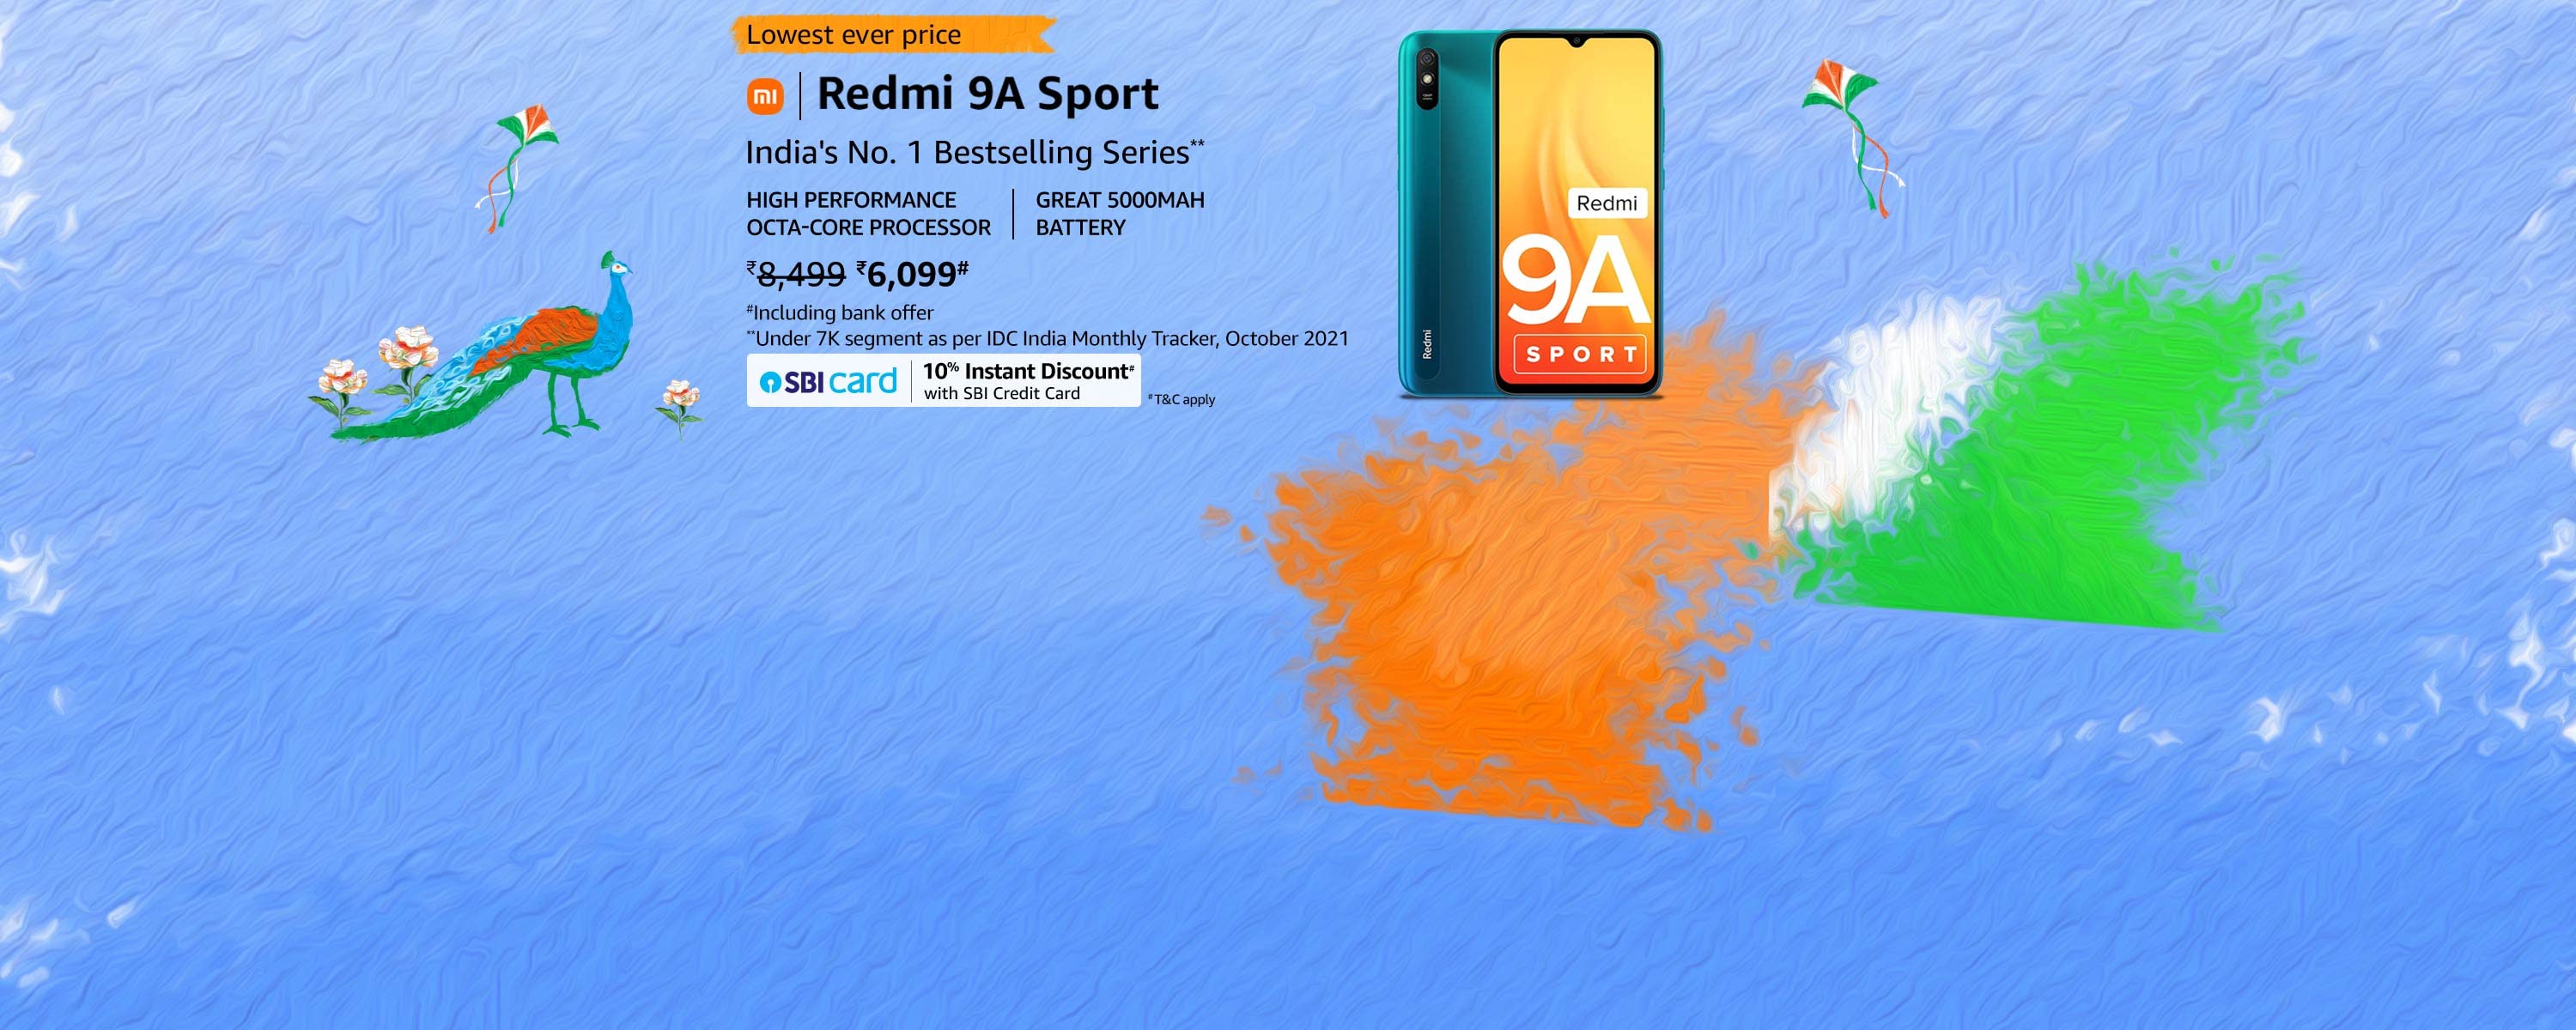 Lowest ever price
mi | Redmi 9A Sport
India's No. 1 Bestselling Series**
HIGH PERFORMANCE
OCTA-CORE PROCESSOR
GREAT 5000MAH
BATTERY
₹8,499 ₹6,099#
#Including bank offer
**Under 7K segment as per IDC India Monthly Tracker, October 2021
SBI card
10% Instant Discount#
with SBI Credit Card
#T&C apply
Redmi
Redmi
9A
SPORT